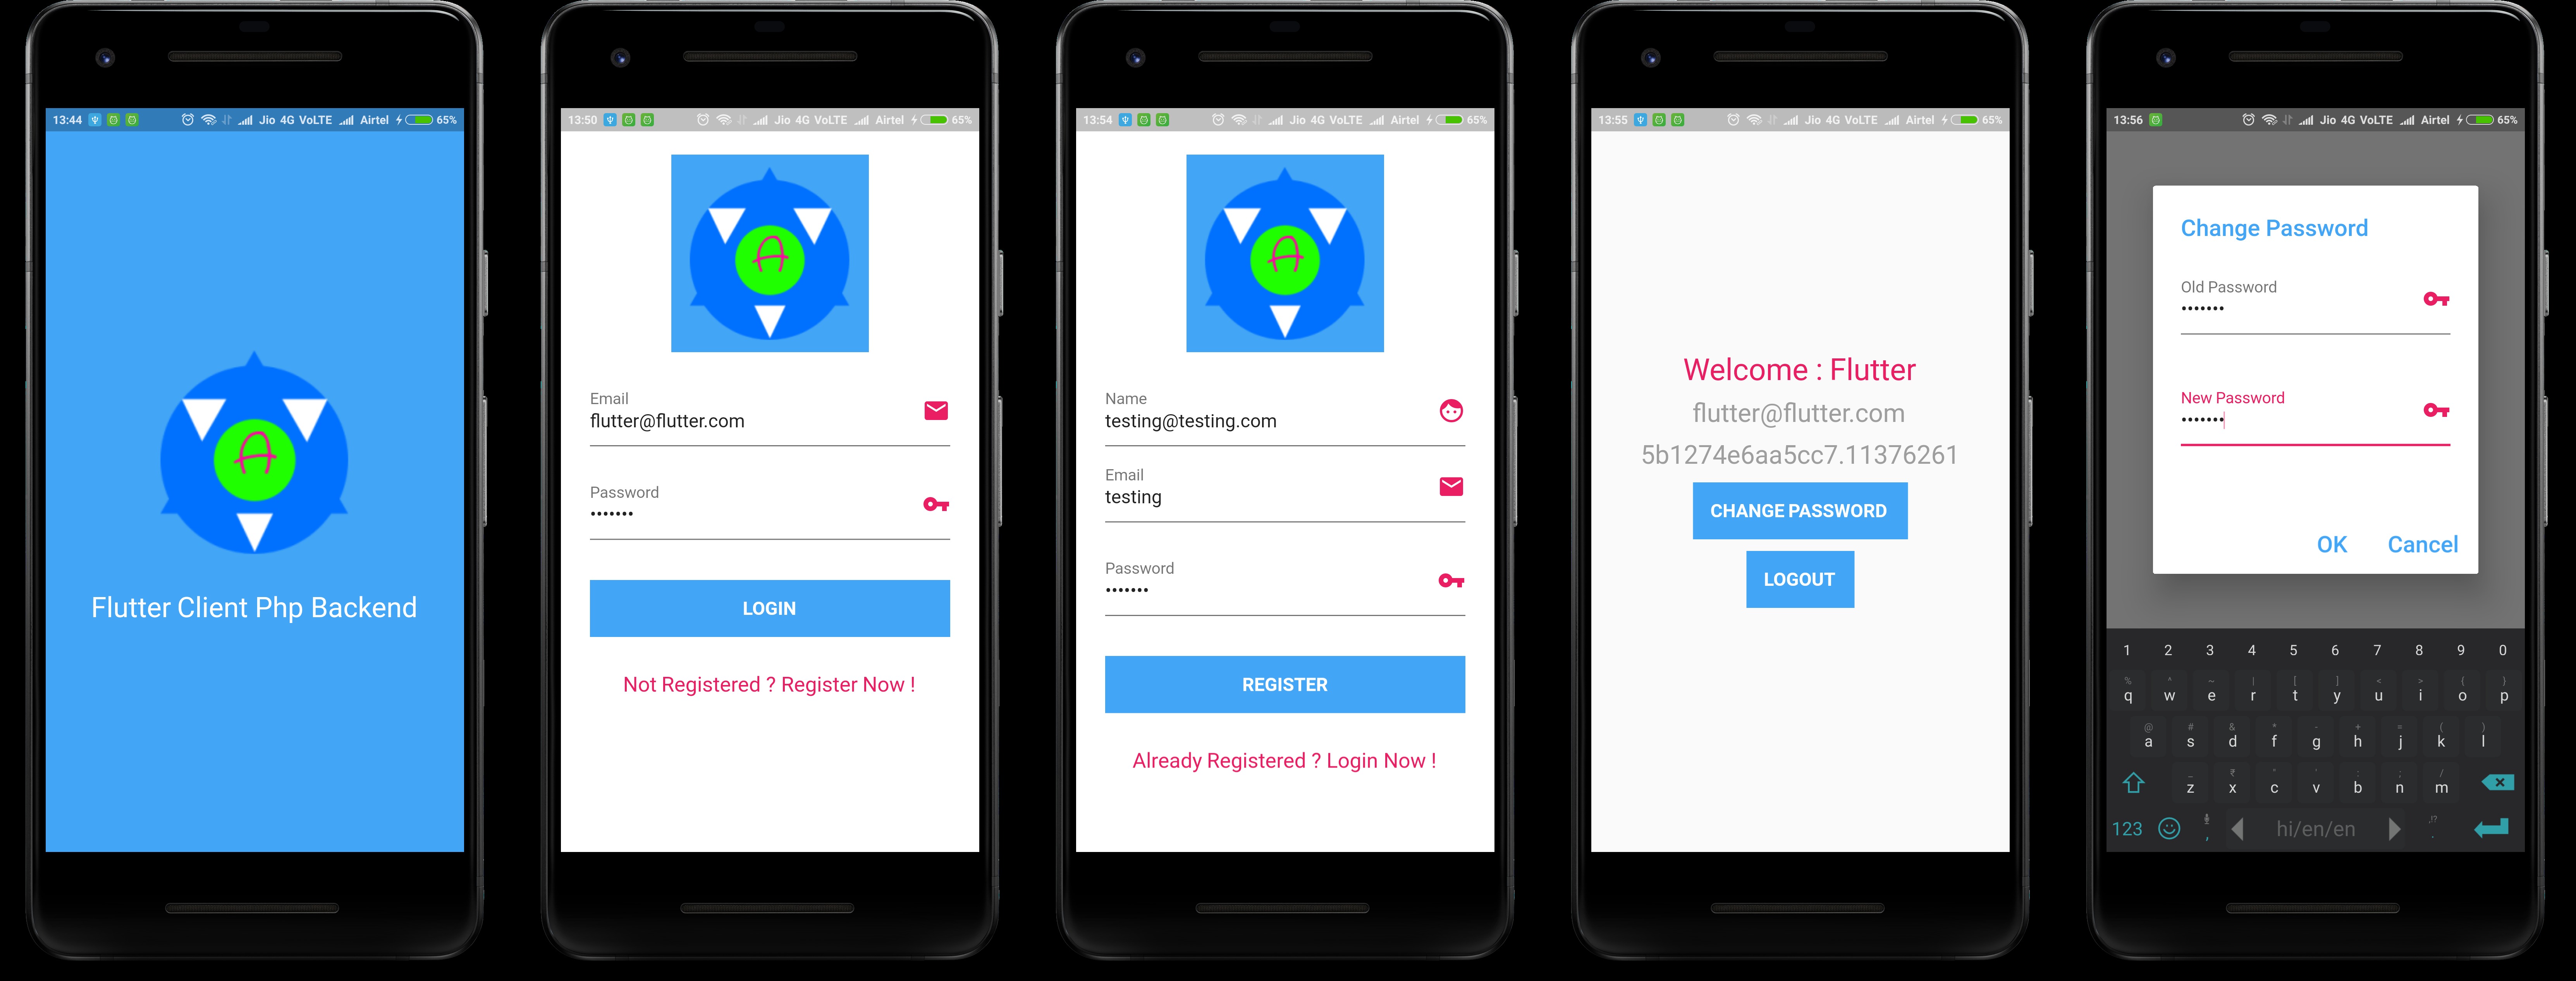 13:44 Jio 4G VoLTE Airtel 65%
A
Flutter Client Php Backend
13:50 Jio 4G VoLTE Airtel 65%
A
Email
flutter@flutter.com
Password
•••••••
LOGIN
Not Registered ? Register Now !
13:54 Jio 4G VoLTE Airtel 65%
A
Name
testing@testing.com
Email
testing
Password
•••••••
REGISTER
Already Registered ? Login Now !
13:55 Jio 4G VoLTE Airtel 65%
Welcome : Flutter
flutter@flutter.com
5b1274e6aa5cc7.11376261
CHANGE PASSWORD
LOGOUT
13:56 Jio 4G VoLTE Airtel 65%
Change Password
Old Password
•••••••
New Password
•••••••
OK Cancel
1 2 3 4 5 6 7 8 9 0
% ^ ~ | [ ] < > { }
q w e r t y u i o p
@ # & * - + = ( )
a s d f g h j k l
z x c v b n m
123 , hi/en/en .